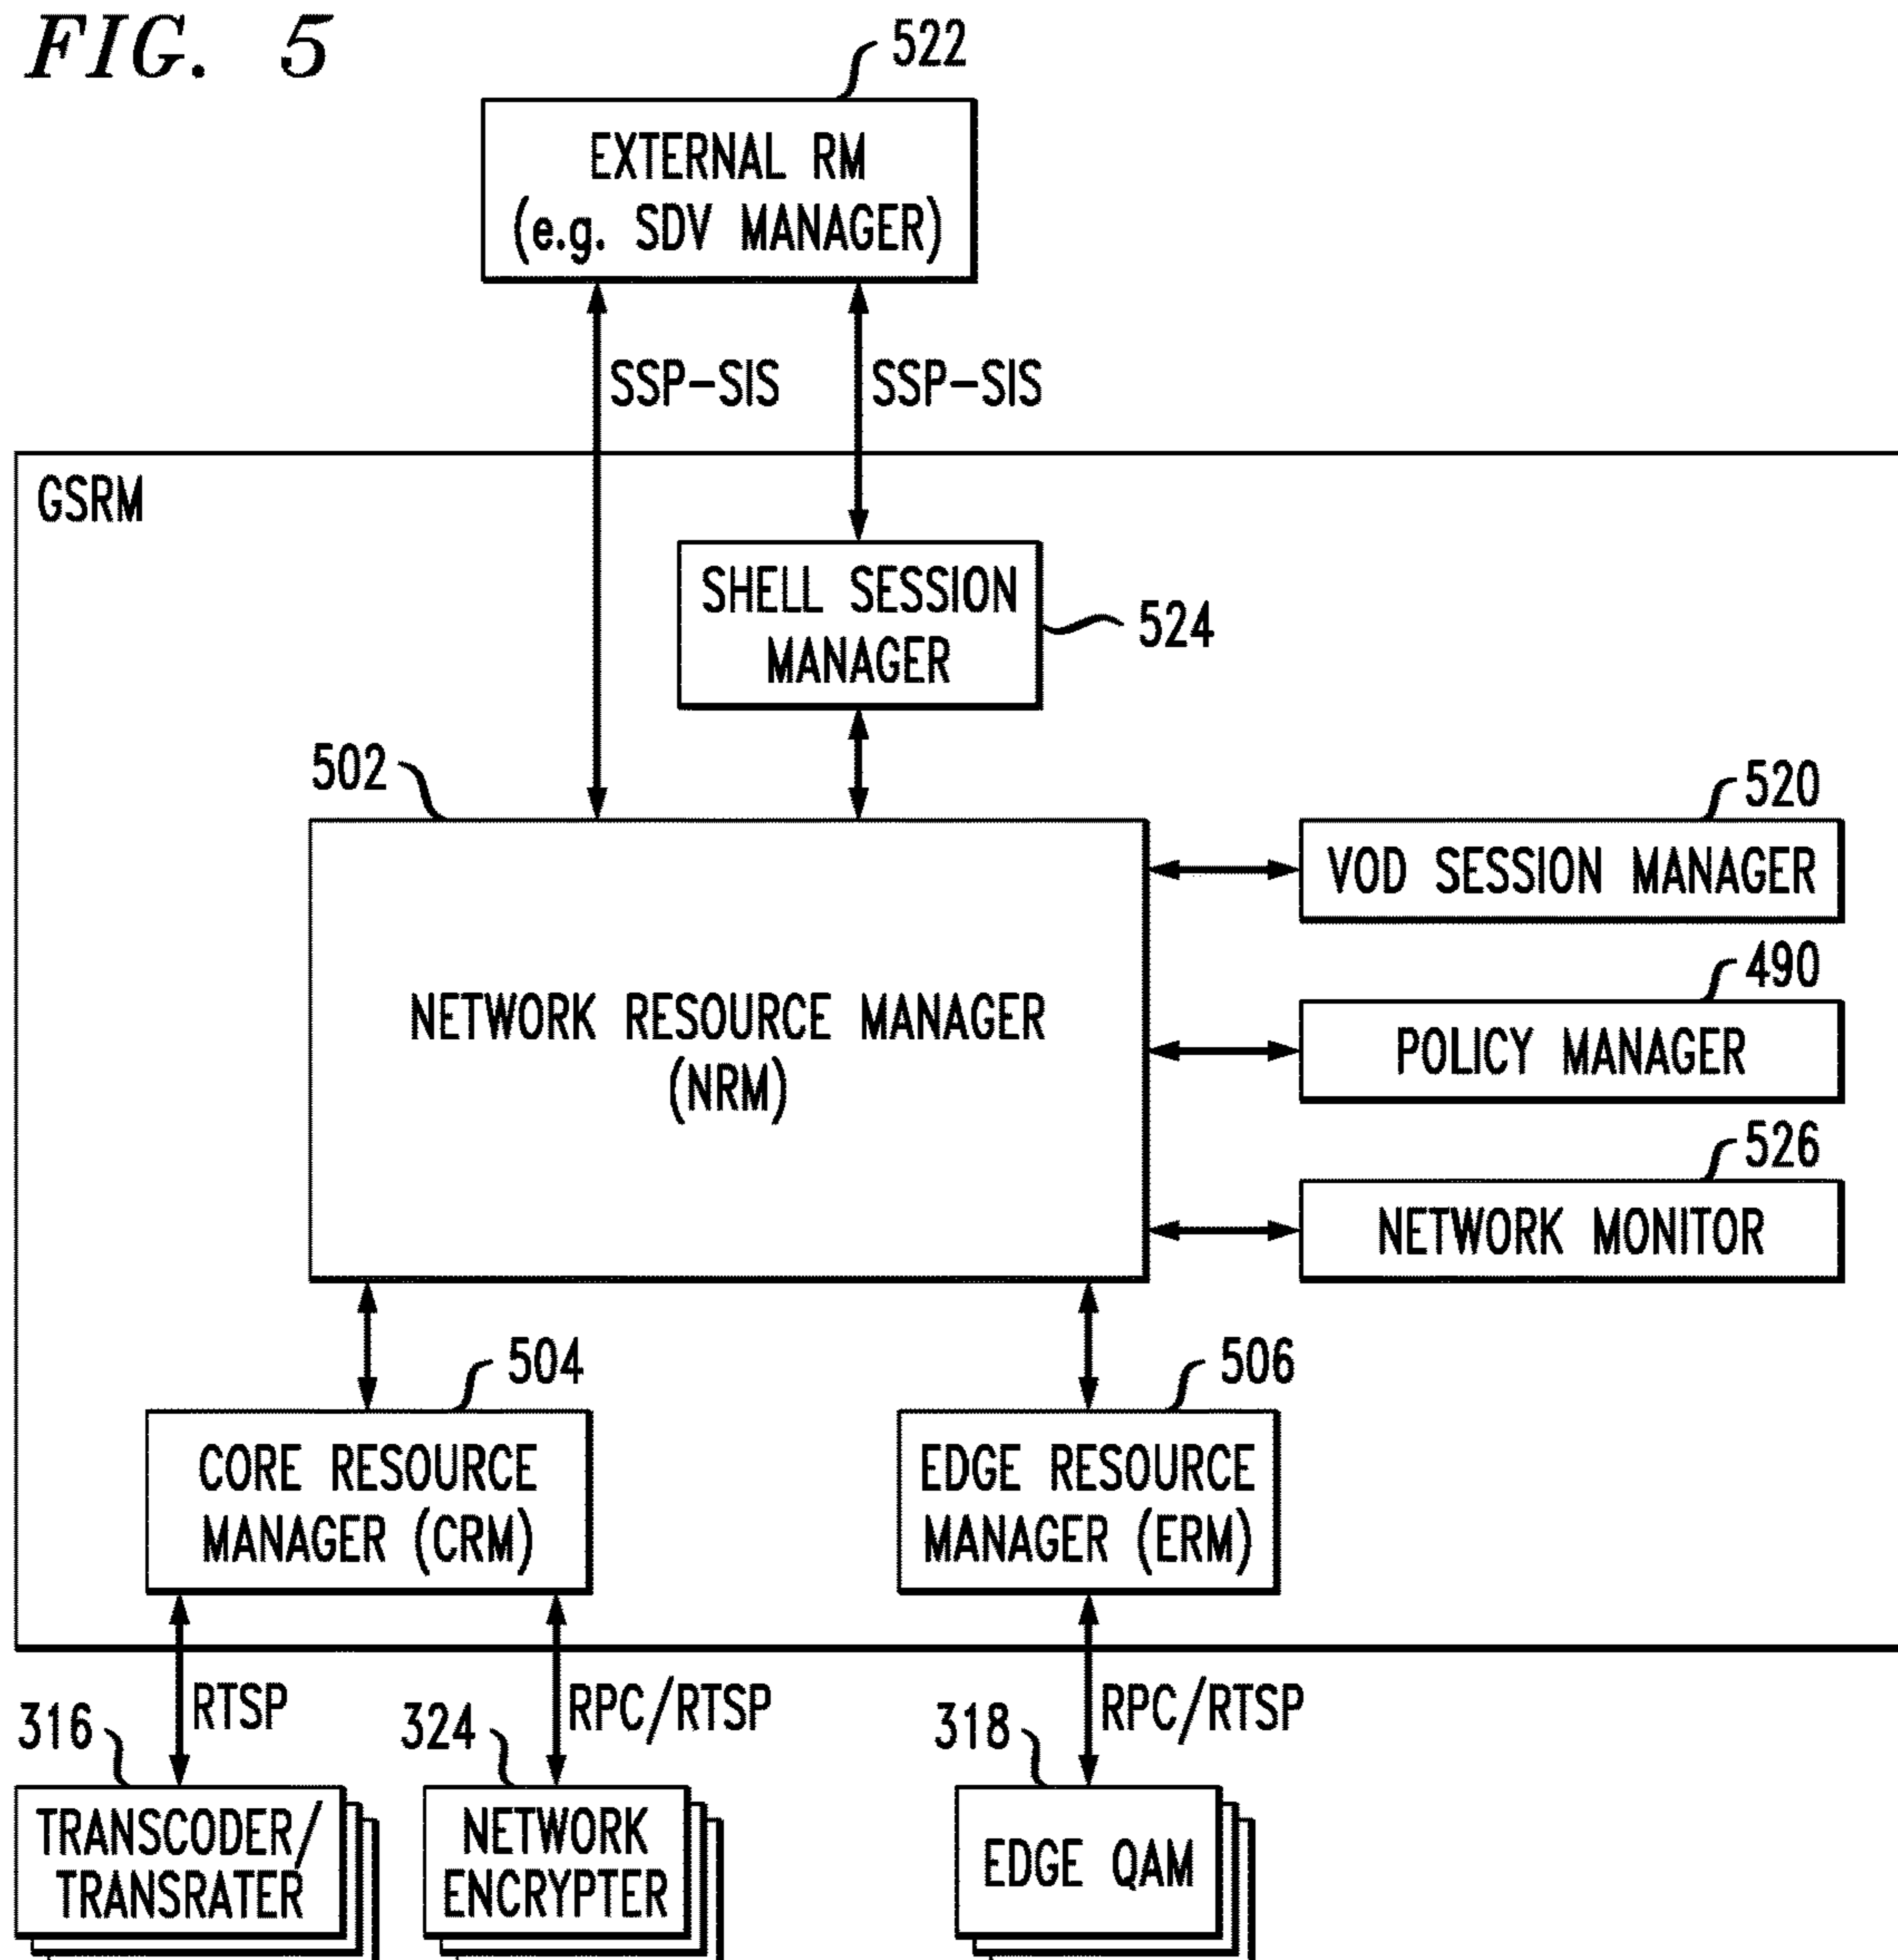 FIG. 5
522
EXTERNAL RM
(e.g. SDV MANAGER)
SSP-SIS
SSP-SIS
GSRM
SHELL SESSION
MANAGER
524
502
520
NETWORK RESOURCE MANAGER
(NRM)
VOD SESSION MANAGER
490
POLICY MANAGER
526
NETWORK MONITOR
504
506
CORE RESOURCE
MANAGER (CRM)
EDGE RESOURCE
MANAGER (ERM)
RTSP
RPC/RTSP
RPC/RTSP
316
324
318
TRANSCODER/
TRANSRATER
NETWORK
ENCRYPTER
EDGE QAM